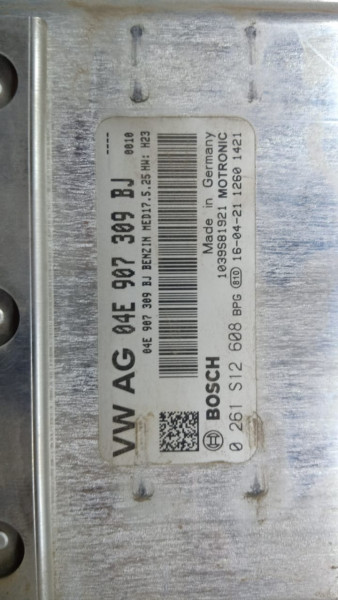 VW AG 04E 907 309 BJ
----
0010
04E 907 309 BJ BENZIN MED17.5.25 HW: H23
BOSCH
Made in Germany
1039S81921 MOTRONIC
0 261 S12 608 BPG 810 16-04-21 1260 1421